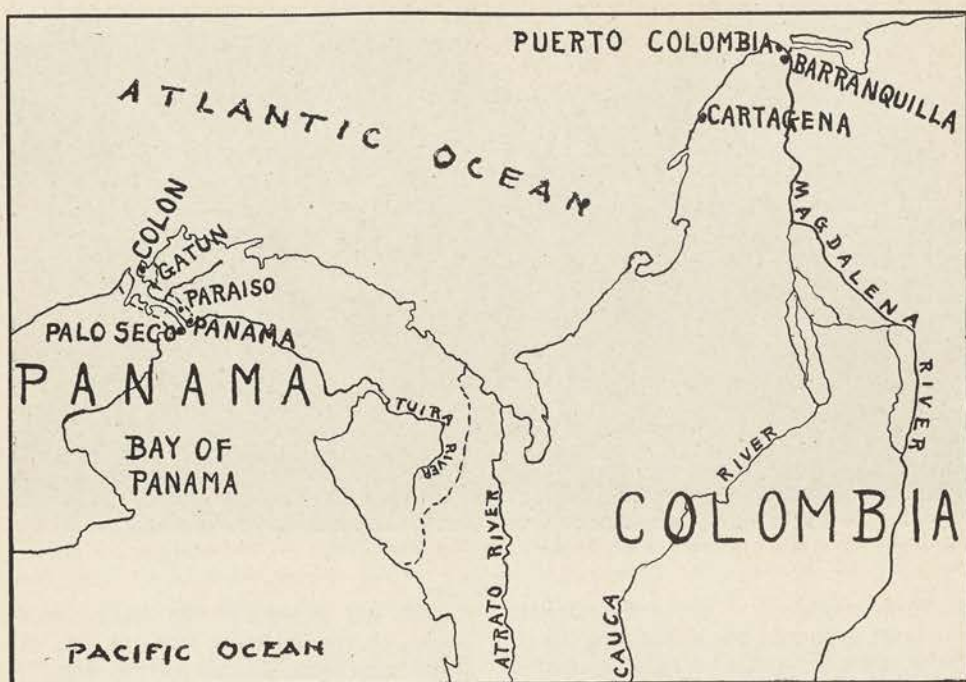 PUERTO COLOMBIA
BARRANQUILLA
ATLANTIC OCEAN
CARTAGENA
MAGDALENA RIVER
COLON
GATUN
PARAISO
PALO SECO
PANAMA
PANAMA
TUIRA RIVER
BAY OF
PANAMA
RIVER
COLOMBIA
ATRATO RIVER
CAUCA
PACIFIC OCEAN